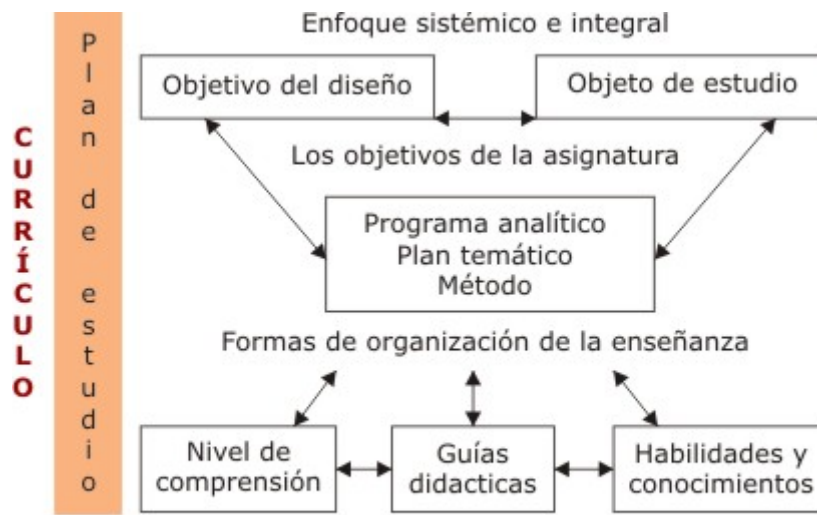 CURRÍCULO
Plan de estudio
Enfoque sistémico e integral
Objetivo del diseño
Objeto de estudio
Los objetivos de la asignatura
Programa analítico
Plan temático
Método
Formas de organización de la enseñanza
Nivel de
comprensión
Guías
didacticas
Habilidades y
conocimientos